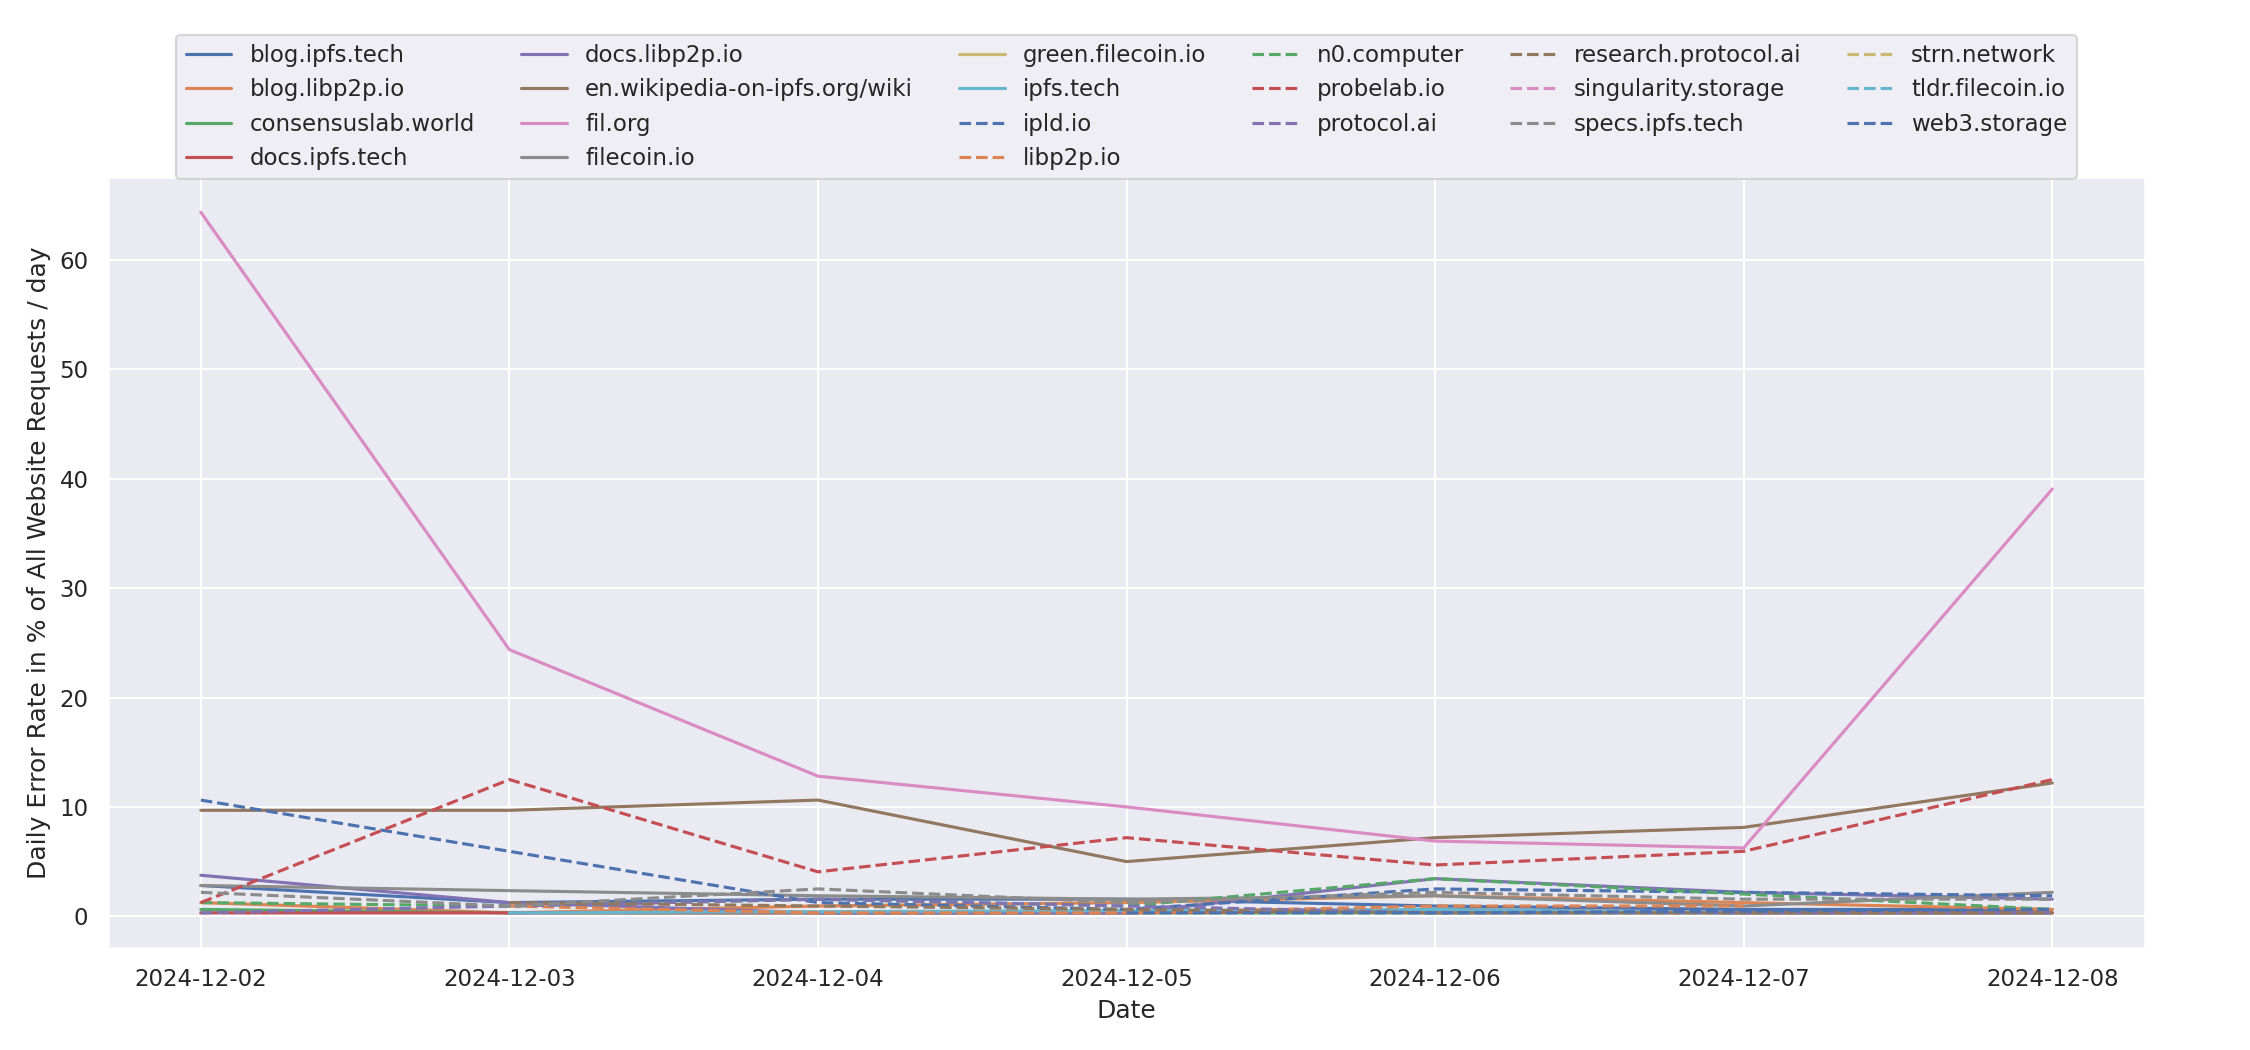 blog.ipfs.tech
blog.libp2p.io
consensuslab.world
docs.ipfs.tech
docs.libp2p.io
en.wikipedia-on-ipfs.org/wiki
fil.org
filecoin.io
green.filecoin.io
ipfs.tech
ipld.io
libp2p.io
n0.computer
probelab.io
protocol.ai
research.protocol.ai
singularity.storage
specs.ipfs.tech
strn.network
tldr.filecoin.io
web3.storage
Daily Error Rate in % of All Website Requests / day
60
50
40
30
20
10
0
2024-12-02
2024-12-03
2024-12-04
2024-12-05
2024-12-06
2024-12-07
2024-12-08
Date